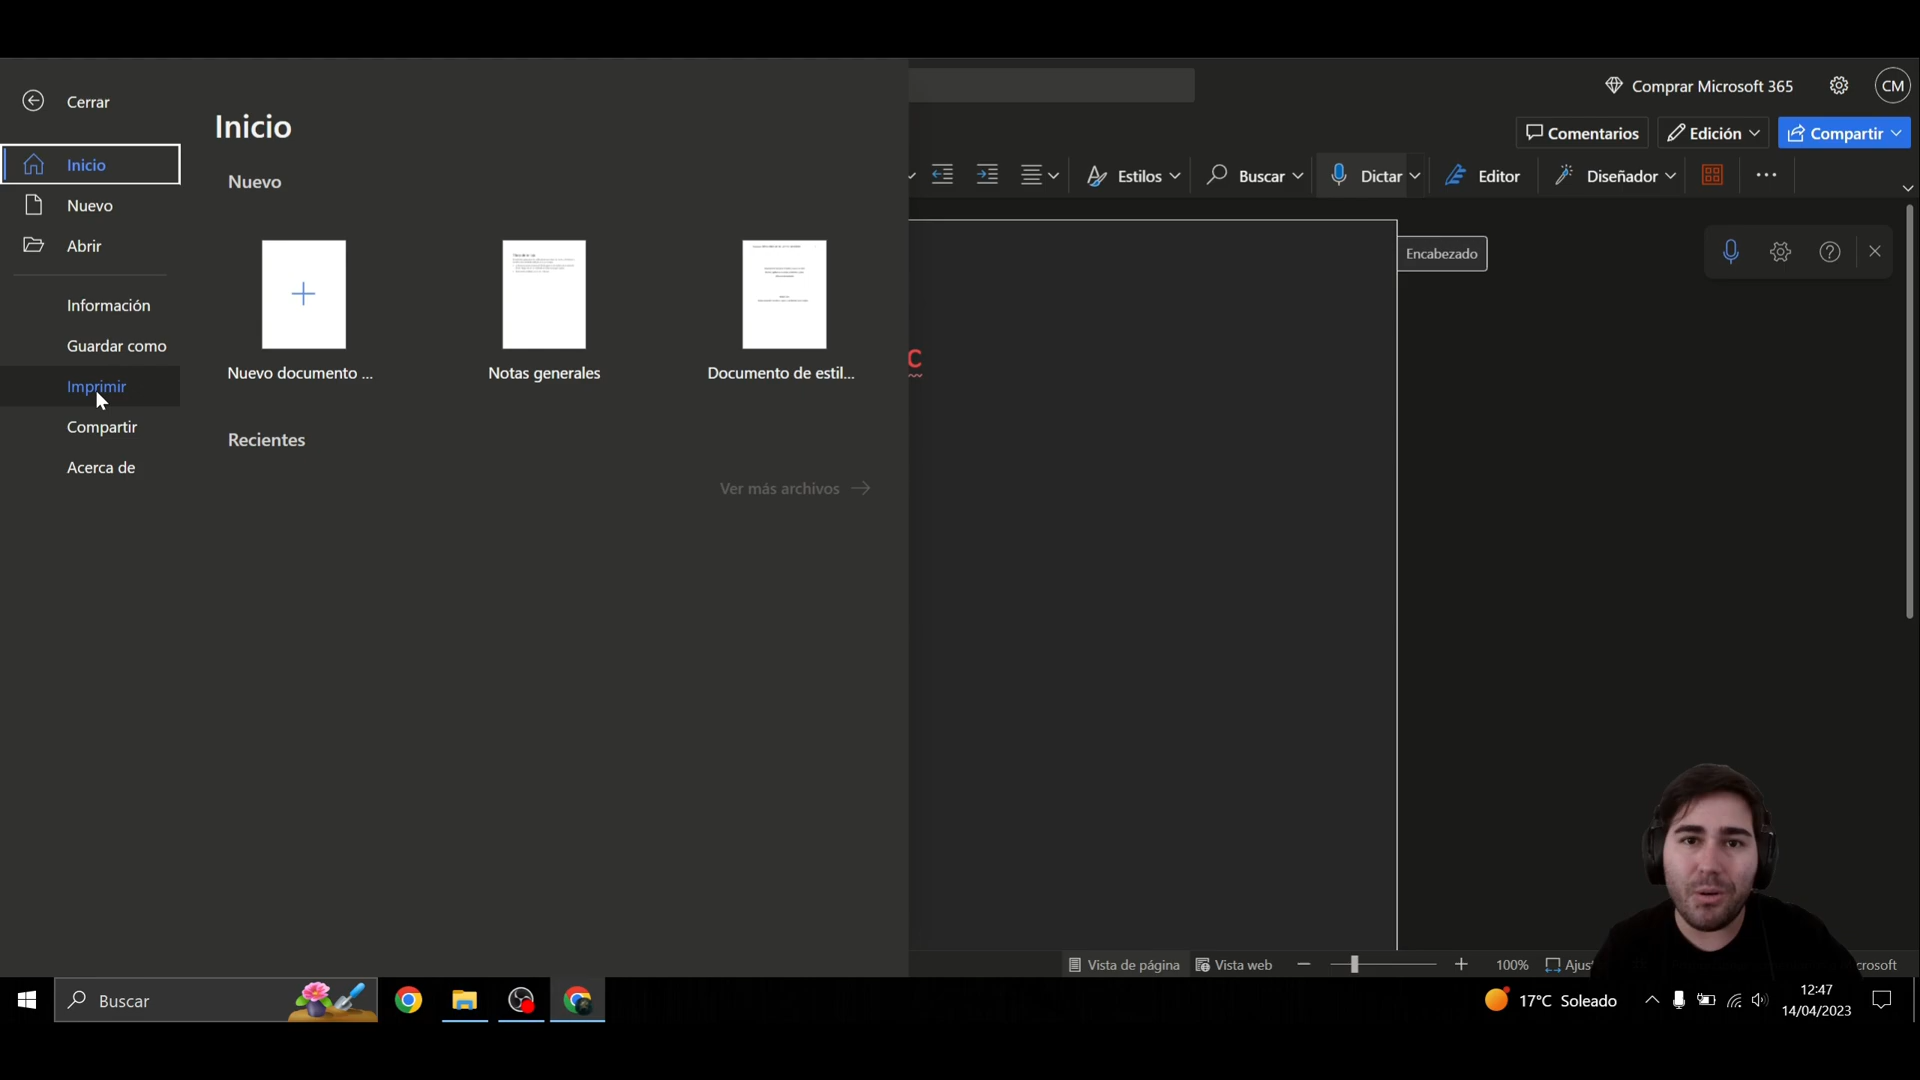 Cerrar
Inicio
Nuevo
Abrir
Información
Guardar como
Imprimir
Compartir
Acerca de
Inicio
Nuevo
Nuevo documento ...
Notas generales
Documento de estil...
Recientes
Ver más archivos
Comprar Microsoft 365
CM
Comentarios
Edición
Compartir
Estilos
Buscar
Dictar
Editor
Diseñador
Encabezado
C
Vista de página
Vista web
100%
Ajus
crosoft
Buscar
17°C Soleado
12:47
14/04/2023